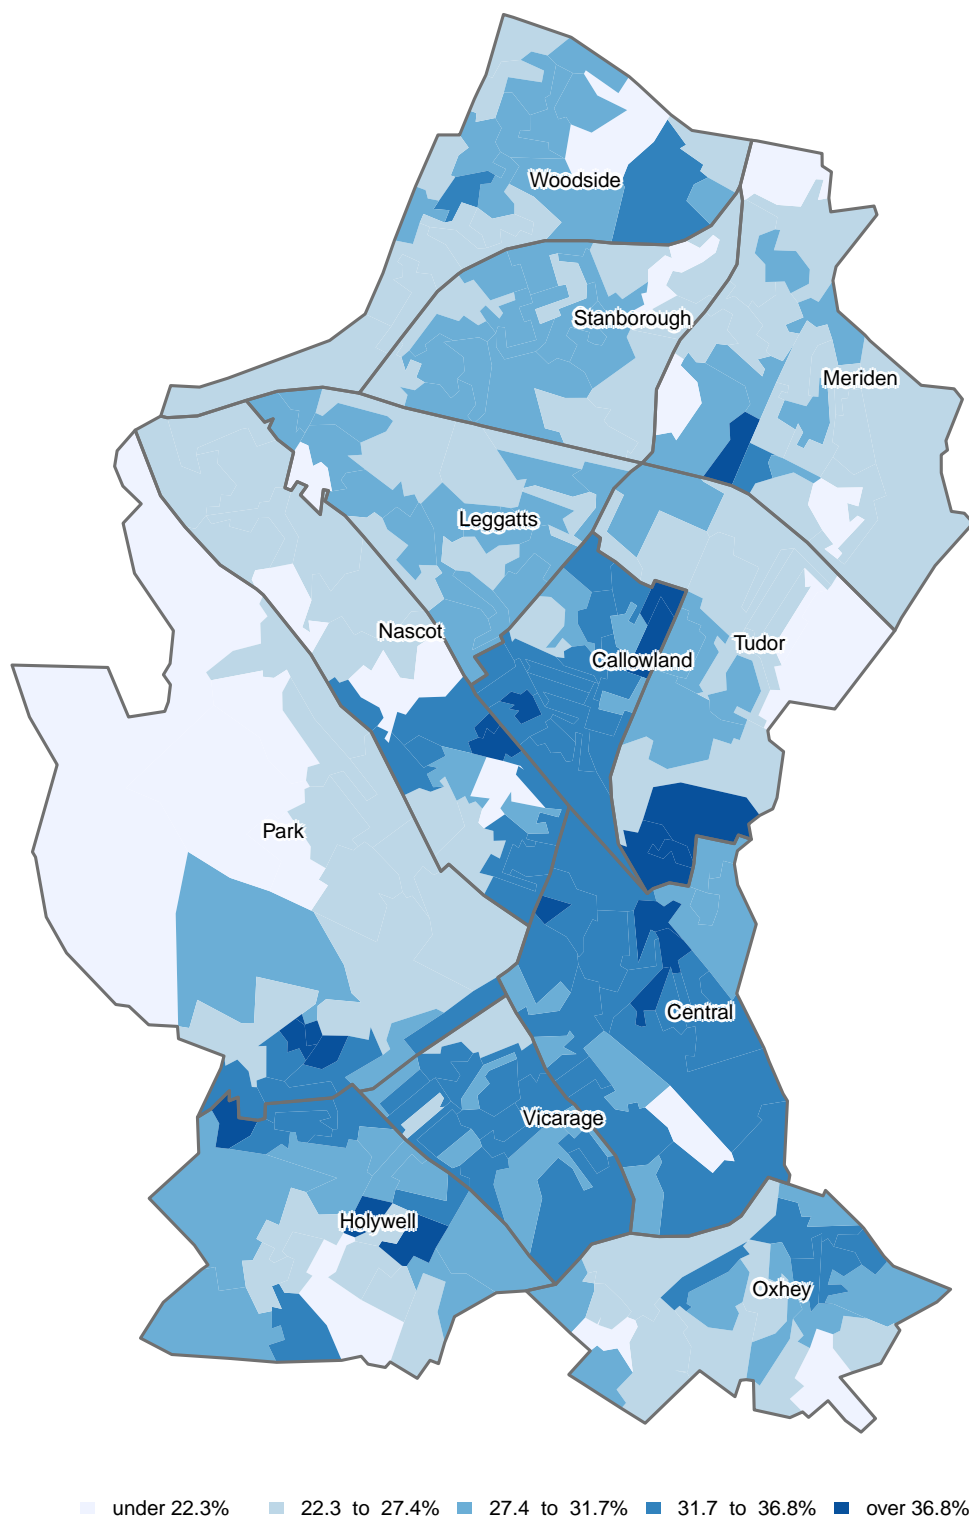 Woodside
Stanborough
Meriden
Leggatts
Nascot
Callowland
Tudor
Park
Central
Vicarage
Holywell
Oxhey
under 22.3% 22.3 to 27.4% 27.4 to 31.7% 31.7 to 36.8% over 36.8%